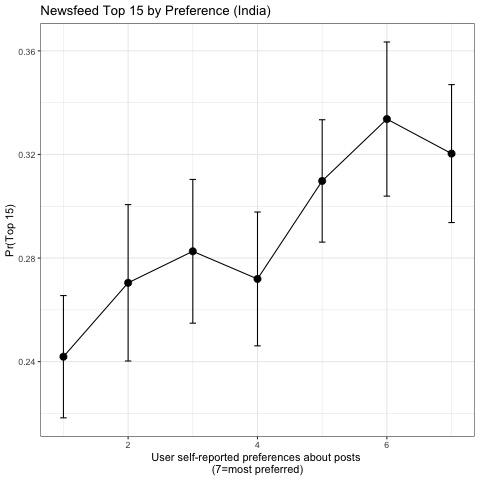 Newsfeed Top 15 by Preference (India)
0.36
0.32
0.28
0.24
Pr(Top 15)
2 4 6
User self-reported preferences about posts
(7=most preferred)